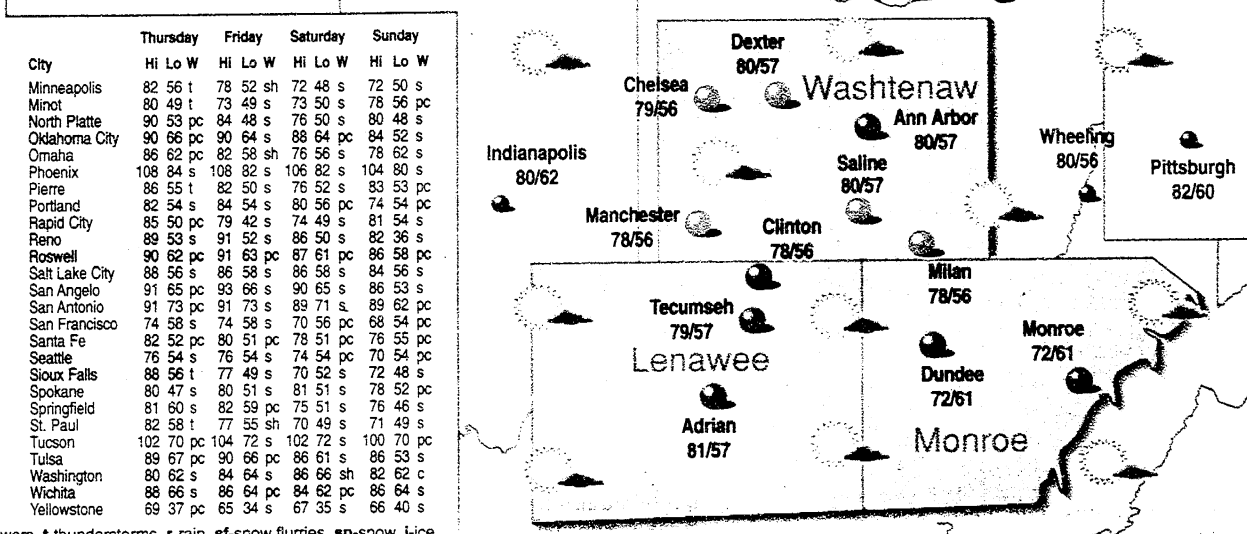 Thursday Friday Saturday Sunday
City Hi Lo W Hi Lo W Hi Lo W Hi Lo W
Minneapolis 82 56 t 78 52 sh 72 48 s 72 50 s
Minot 80 49 t 73 49 s 73 50 s 78 56 pc
North Platte 90 53 pc 84 48 s 76 50 s 80 48 s
Oklahoma City 90 66 pc 90 64 s 88 64 pc 84 52 s
Omaha 86 62 pc 82 58 sh 76 56 s 78 62 s
Phoenix 108 84 s 108 82 s 106 82 s 104 80 s
Pierre 86 55 t 82 50 s 76 52 s 83 53 pc
Portland 82 54 s 84 54 s 80 56 pc 74 54 pc
Rapid City 85 50 pc 79 42 s 74 49 s 81 54 s
Reno 89 53 s 91 52 s 86 50 s 82 36 s
Roswell 90 62 pc 91 63 pc 87 61 pc 86 58 pc
Salt Lake City 88 56 s 86 58 s 86 58 s 84 56 s
San Angelo 91 65 pc 93 66 s 90 65 s 86 53 s
San Antonio 91 73 pc 91 73 s 89 71 s 89 62 pc
San Francisco 74 58 s 74 58 s 70 56 pc 68 54 pc
Santa Fe 82 52 pc 80 51 pc 78 51 pc 76 55 pc
Seattle 76 54 s 76 54 s 74 54 pc 70 54 pc
Sioux Falls 88 56 t 77 49 s 70 52 s 72 48 s
Spokane 80 47 s 80 51 s 81 51 s 78 52 pc
Springfield 81 60 s 82 59 pc 75 51 s 76 46 s
St. Paul 82 58 t 77 55 sh 70 49 s 71 49 s
Tucson 102 70 pc 104 72 s 102 72 s 100 70 pc
Tulsa 89 67 pc 90 66 pc 86 61 s 86 53 s
Washington 80 62 s 84 64 s 86 66 sh 82 62 c
Wichita 88 66 s 86 64 pc 84 62 pc 86 64 s
Yellowstone 69 37 pc 65 34 s 67 35 s 66 40 s
t-thunderstorms, r-rain, sf-snow flurries, sn-snow, i-ice
Dexter
80/57
Chelsea
79/56
Washtenaw
Ann Arbor
80/57
Indianapolis
80/62
Saline
80/57
Wheeling
80/56
Pittsburgh
82/60
Manchester
78/56
Clinton
78/56
Milan
78/56
Tecumseh
79/57
Lenawee
Monroe
72/61
Dundee
72/61
Adrian
81/57
Monroe